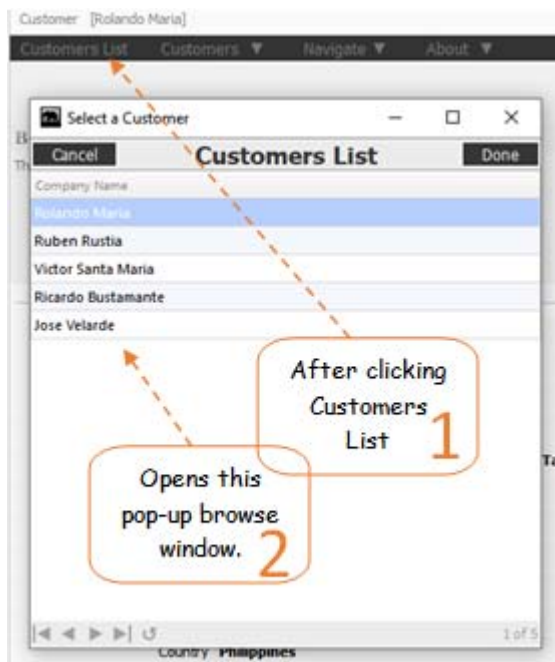 Customer [Rolando Maria]
Customers List Customers ▼ Navigate ▼ About ▼
Select a Customer
B
Cancel Customers List Done
Th
Company Name
Rolando Maria
Ruben Rustia
Victor Santa Maria
Ricardo Bustamante
Jose Velarde
After clicking
Customers
List
1
Ta
Opens this
pop-up browse
window.
2
1 of 5
Country Philippines